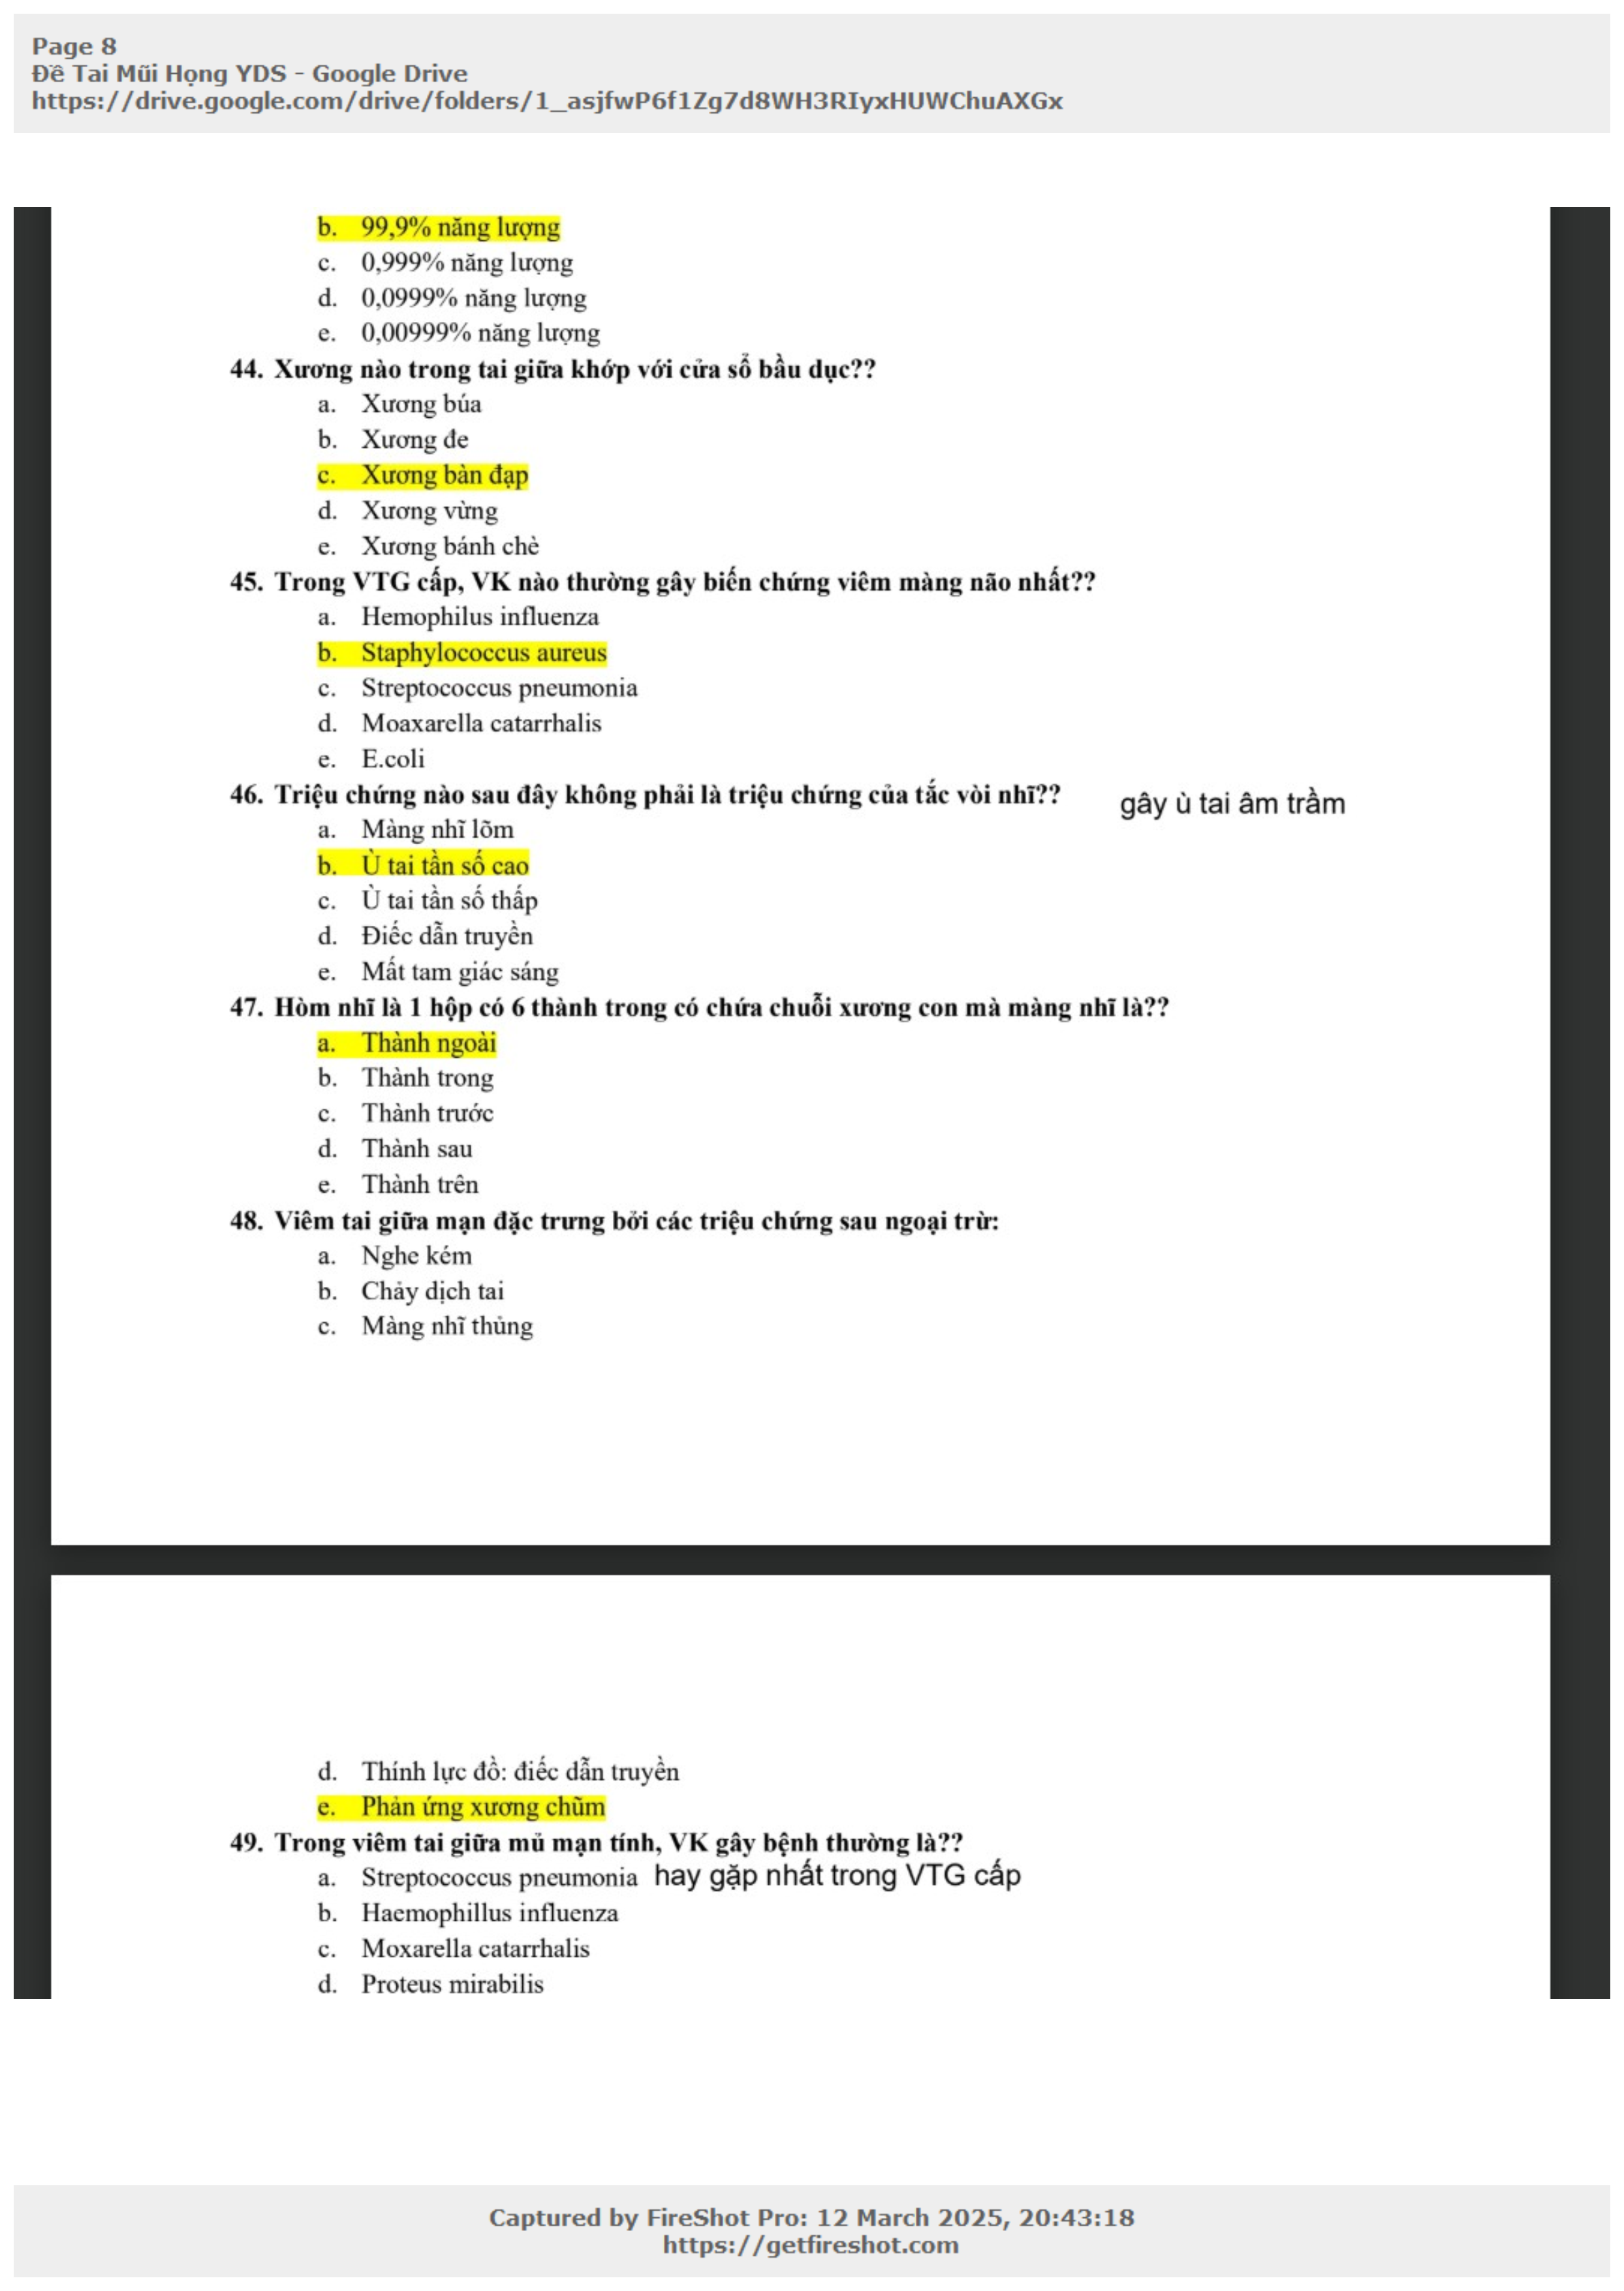 Page 8
Đề Tai Mũi Họng YDS - Google Drive
https://drive.google.com/drive/folders/1_asjfwP6f1Zg7d8WH3RIyxHUWChuAXGx
b. 99,9% năng lượng
c. 0,999% năng lượng
d. 0,0999% năng lượng
e. 0,00999% năng lượng
44. Xương nào trong tai giữa khớp với cửa sổ bầu dục??
a. Xương búa
b. Xương đe
c. Xương bàn đạp
d. Xương vừng
e. Xương bánh chè
45. Trong VTG cấp, VK nào thường gây biến chứng viêm màng não nhất??
a. Hemophilus influenza
b. Staphylococcus aureus
c. Streptococcus pneumonia
d. Moaxarella catarrhalis
e. E.coli
46. Triệu chứng nào sau đây không phải là triệu chứng của tắc vòi nhĩ?? gây ù tai âm trầm
a. Màng nhĩ lõm
b. Ù tai tần số cao
c. Ù tai tần số thấp
d. Điếc dẫn truyền
e. Mất tam giác sáng
47. Hòm nhĩ là 1 hộp có 6 thành trong có chứa chuỗi xương con mà màng nhĩ là??
a. Thành ngoài
b. Thành trong
c. Thành trước
d. Thành sau
e. Thành trên
48. Viêm tai giữa mạn đặc trưng bởi các triệu chứng sau ngoại trừ:
a. Nghe kém
b. Chảy dịch tai
c. Màng nhĩ thủng
d. Thính lực đồ: điếc dẫn truyền
e. Phản ứng xương chũm
49. Trong viêm tai giữa mủ mạn tính, VK gây bệnh thường là??
a. Streptococcus pneumonia hay gặp nhất trong VTG cấp
b. Haemophillus influenza
c. Moxarella catarrhalis
d. Proteus mirabilis
Captured by FireShot Pro: 12 March 2025, 20:43:18
https://getfireshot.com